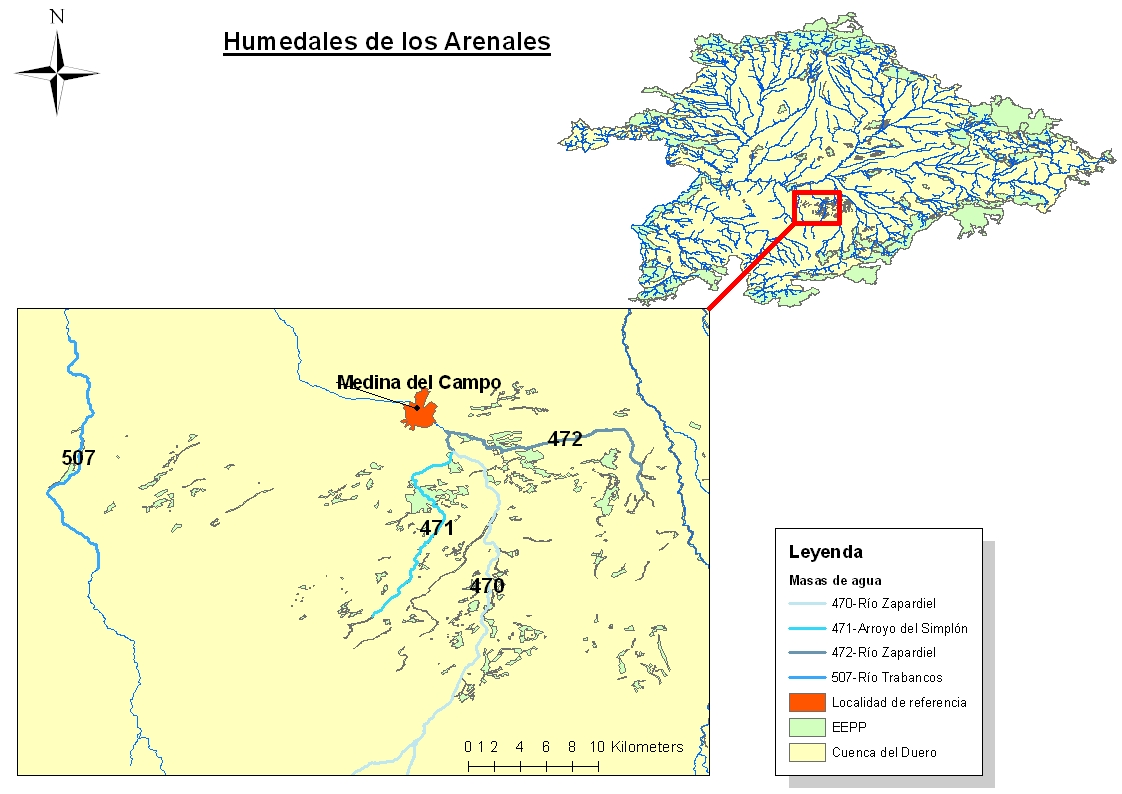 N
Humedales de los Arenales
Medina del Campo
507
472
471
470
0 1 2 4 6 8 10 Kilometers
Leyenda
Masas de agua
470-Río Zapardiel
471-Arroyo del Simplón
472-Río Zapardiel
507-Río Trabancos
Localidad de referencia
EEPP
Cuenca del Duero